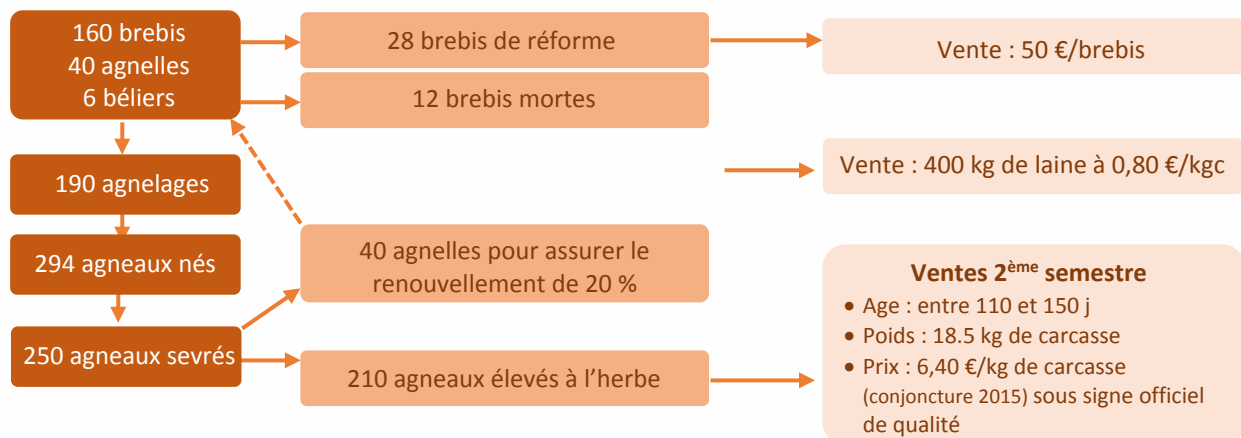 160 brebis
40 agnelles
6 béliers
28 brebis de réforme
Vente : 50 €/brebis
12 brebis mortes
Vente : 400 kg de laine à 0,80 €/kgc
190 agnelages
294 agneaux nés
40 agnelles pour assurer le
renouvellement de 20 %
250 agneaux sevrés
210 agneaux élevés à l’herbe
Ventes 2ème semestre
• Age : entre 110 et 150 j
• Poids : 18.5 kg de carcasse
• Prix : 6,40 €/kg de carcasse
(conjoncture 2015) sous signe officiel
de qualité